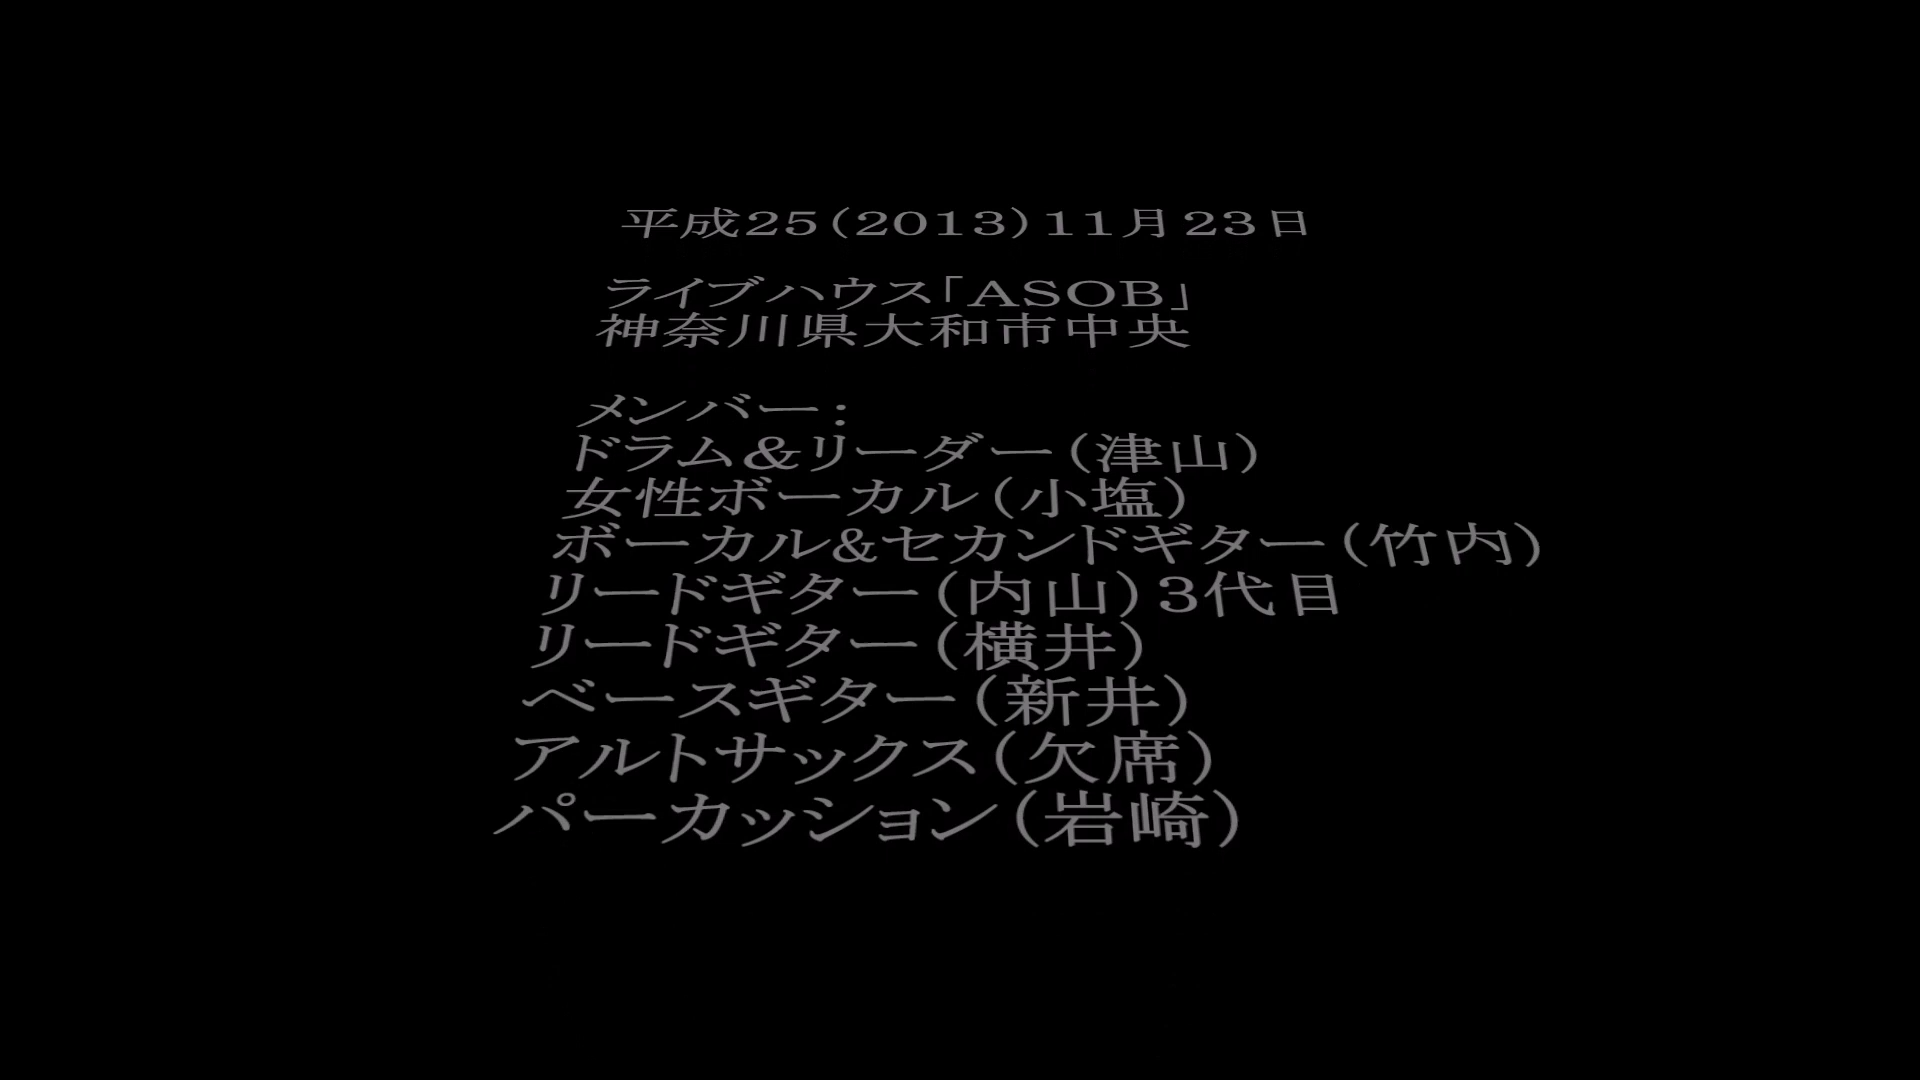 平成25(2013)11月23日
ライブハウス「ASOB」
神奈川県大和市中央
メンバー:
ドラム&リーダー(津山)
女性ボーカル(小塩)
ボーカル&セカンドギター(竹内)
リードギター(内山)3代目
リードギター(横井)
ベースギター(新井)
アルトサックス(欠席)
パーカッション(岩崎)